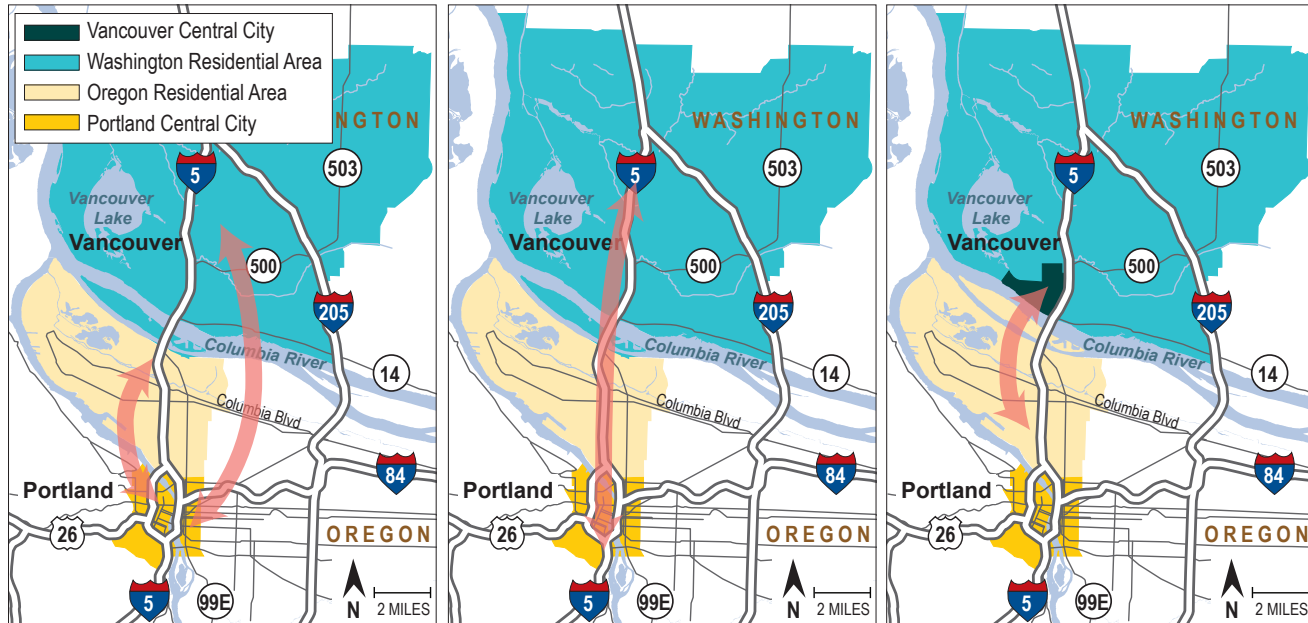 Vancouver Central City
Washington Residential Area
Oregon Residential Area
Portland Central City
NGTON
5
503
Vancouver
Lake
Vancouver
500
205
Columbia River
14
Columbia Blvd
84
Portland
26
OREGON
5
99E
N
2 MILES
WASHINGTON
5
503
Vancouver
Lake
Vancouver
500
205
Columbia River
14
Columbia Blvd
84
Portland
26
OREGON
5
99E
N
2 MILES
WASHINGTON
5
503
Vancouver
Lake
Vancouver
500
205
Columbia River
14
Columbia Blvd
84
Portland
26
OREGON
5
99E
N
2 MILES